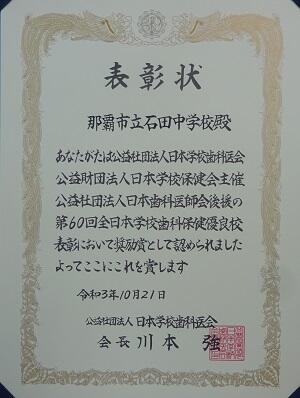 表彰状
那覇市立石田中学校殿
あなたがたは公益社団法人日本学校歯科医会
公益財団法人日本学校保健会主催
公益社団法人日本歯科医師会後援の
第60回全日本学校歯科保健優良校
表彰において奨励賞として認められました
よってここにこれを賞します
令和3年10月21日
公益社団法人 日本学校歯科医会
会長 川本 強